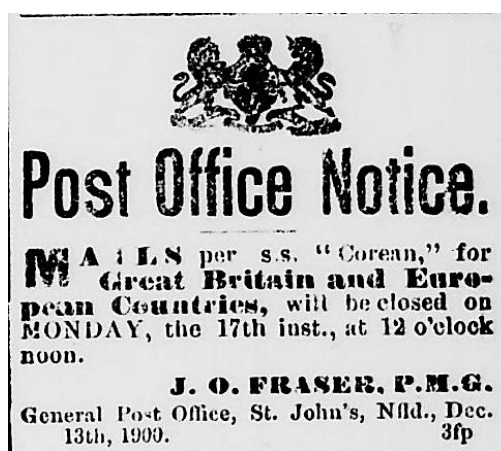 Post Office Notice.
MAILS per s.s. "Corean," for
Great Britain and Euro-
pean Countries, will be closed on
MONDAY, the 17th inst., at 12 o'clock
noon.
J. O. FRASER, P.M.G.
General Post Office, St. John's, Nfld., Dec.
13th, 1900. 3fp